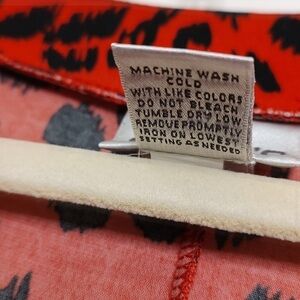 MACHINE WASH
COLD
WITH LIKE COLORS
DO NOT BLEACH
TUMBLE DRY LOW
REMOVE PROMPTLY
IRON ON LOWEST
SETTING AS NEEDED